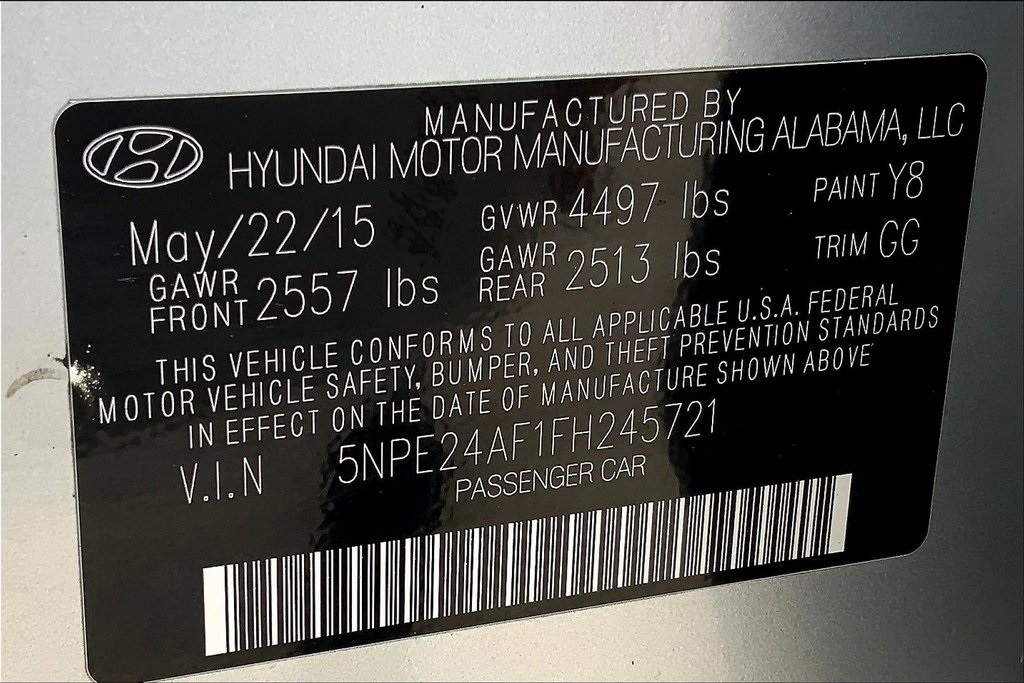 MANUFACTURED BY
HYUNDAI MOTOR MANUFACTURING ALABAMA, LLC
May/22/15 GVWR 4497 lbs PAINT Y8
GAWR FRONT 2557 lbs GAWR REAR 2513 lbs TRIM GG
THIS VEHICLE CONFORMS TO ALL APPLICABLE U.S.A. FEDERAL
MOTOR VEHICLE SAFETY, BUMPER, AND THEFT PREVENTION STANDARDS
IN EFFECT ON THE DATE OF MANUFACTURE SHOWN ABOVE
V.I.N 5NPE24AF1FH245721
PASSENGER CAR